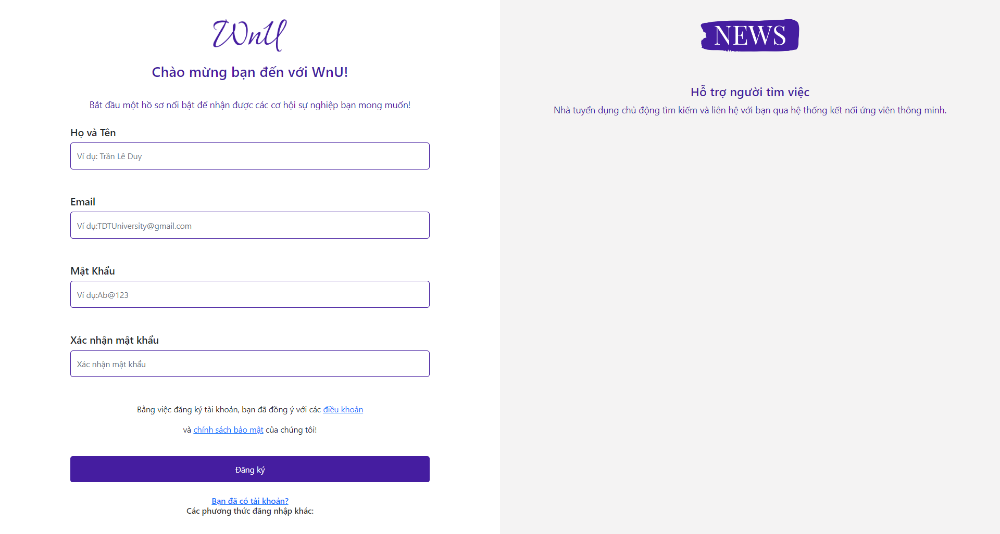 WnU
Chào mừng bạn đến với WnU!
Bắt đầu một hồ sơ nổi bật để nhận được các cơ hội sự nghiệp bạn mong muốn!
Họ và Tên
Ví dụ: Trần Lê Duy
Email
Ví dụ:TDTUniversity@gmail.com
Mật Khẩu
Ví dụ:Ab@123
Xác nhận mật khẩu
Xác nhận mật khẩu
Bằng việc đăng ký tài khoản, bạn đã đồng ý với các điều khoản
và chính sách bảo mật của chúng tôi!
Đăng ký
Bạn đã có tài khoản?
Các phương thức đăng nhập khác:
NEWS
Hỗ trợ người tìm việc
Nhà tuyển dụng chủ động tìm kiếm và liên hệ với bạn qua hệ thống kết nối ứng viên thông minh.